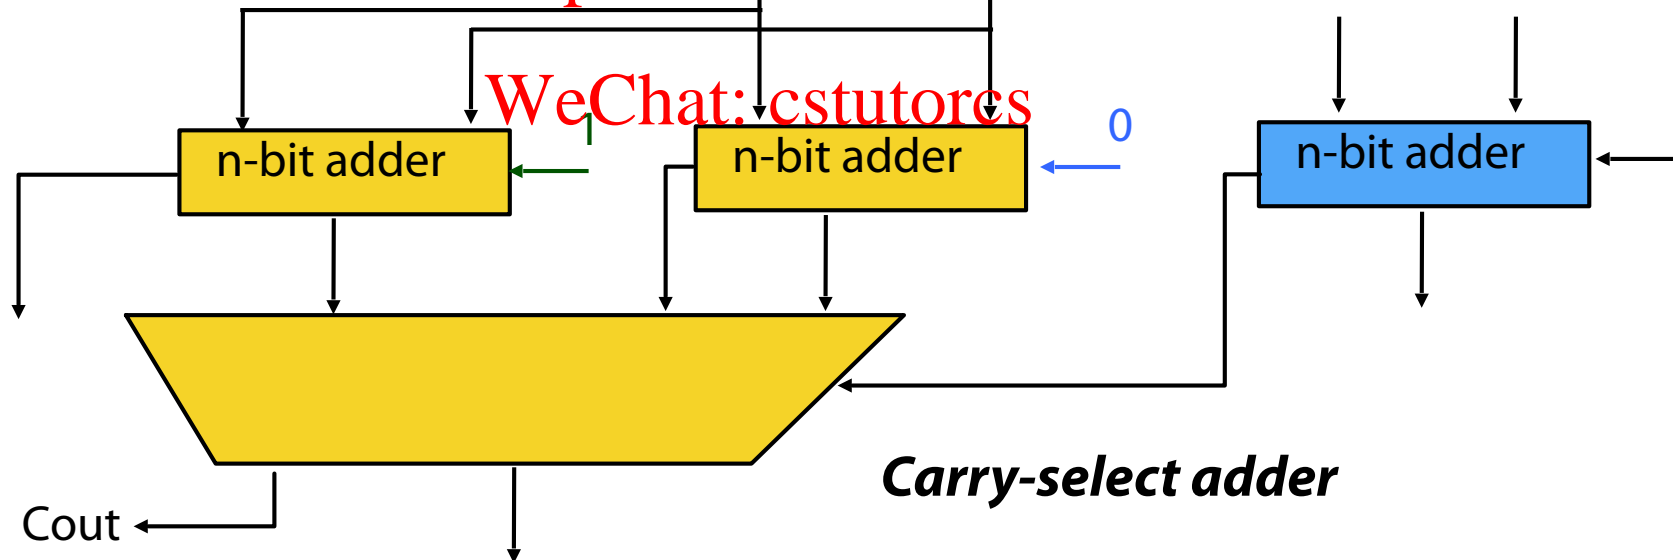 WeChat: cstutorcs
1
0
n-bit adder
n-bit adder
n-bit adder
Carry-select adder
Cout